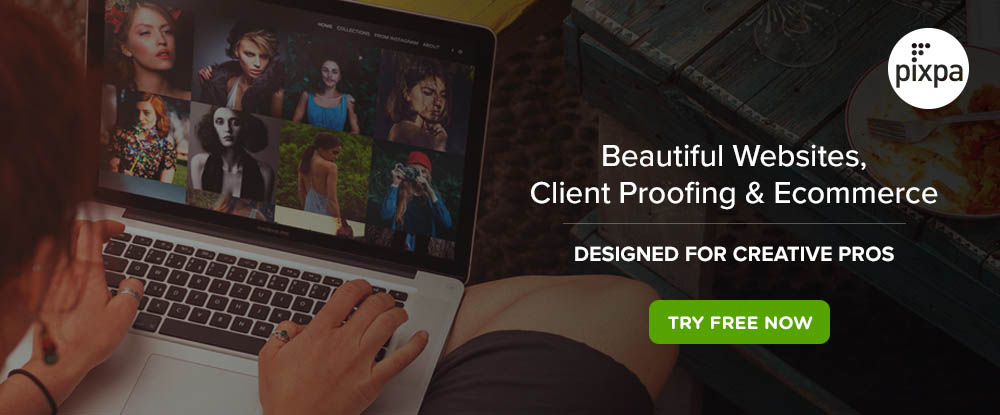 HOME COLLECTIONS FROM INSTAGRAM ABOUT
pixpa
Beautiful Websites,
Client Proofing & Ecommerce
DESIGNED FOR CREATIVE PROS
TRY FREE NOW